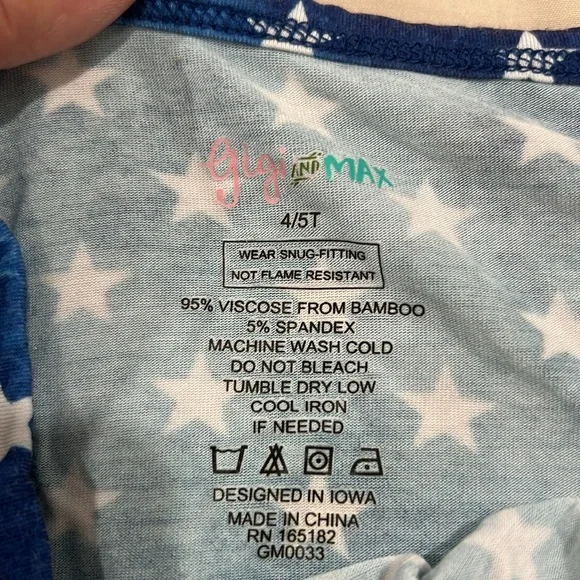 gigi AND MAX
4/5T
WEAR SNUG-FITTING
NOT FLAME RESISTANT
95% VISCOSE FROM BAMBOO
5% SPANDEX
MACHINE WASH COLD
DO NOT BLEACH
TUMBLE DRY LOW
COOL IRON
IF NEEDED
DESIGNED IN IOWA
MADE IN CHINA
RN 165182
GM0033